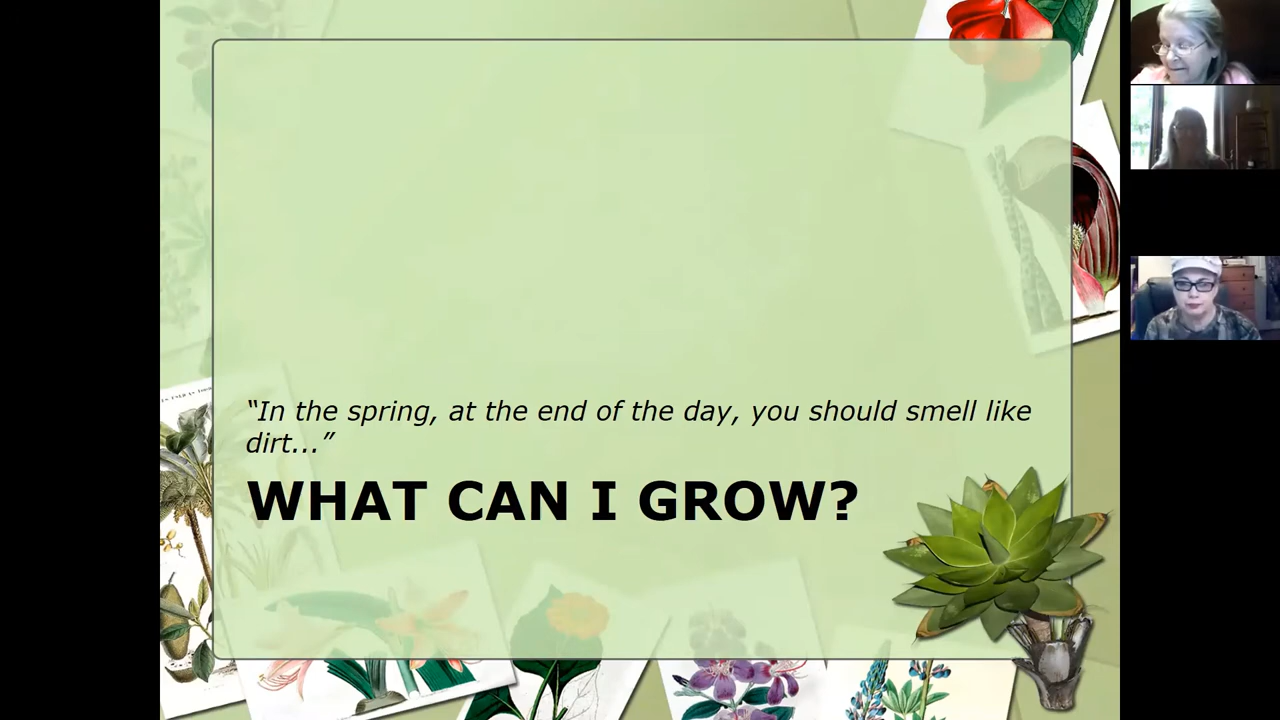 “In the spring, at the end of the day, you should smell like
dirt...”
WHAT CAN I GROW?